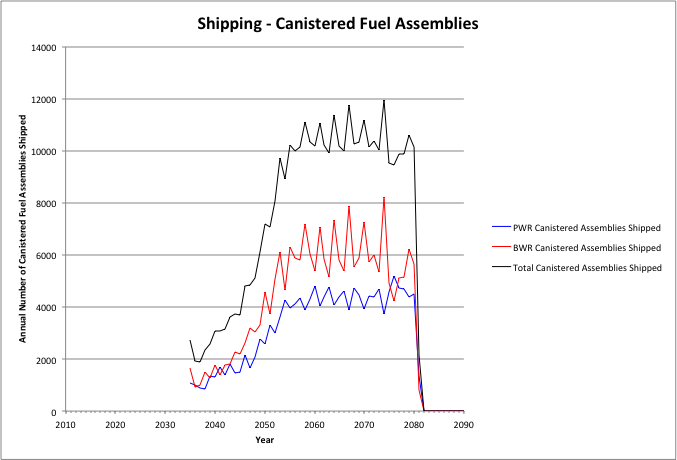 Shipping - Canistered Fuel Assemblies
Annual Number of Canistered Fuel Assemblies Shipped
14000
12000
10000
8000
6000
4000
2000
0
2010 2020 2030 2040 2050 2060 2070 2080 2090
Year
PWR Canistered Assemblies Shipped
BWR Canistered Assemblies Shipped
Total Canistered Assemblies Shipped